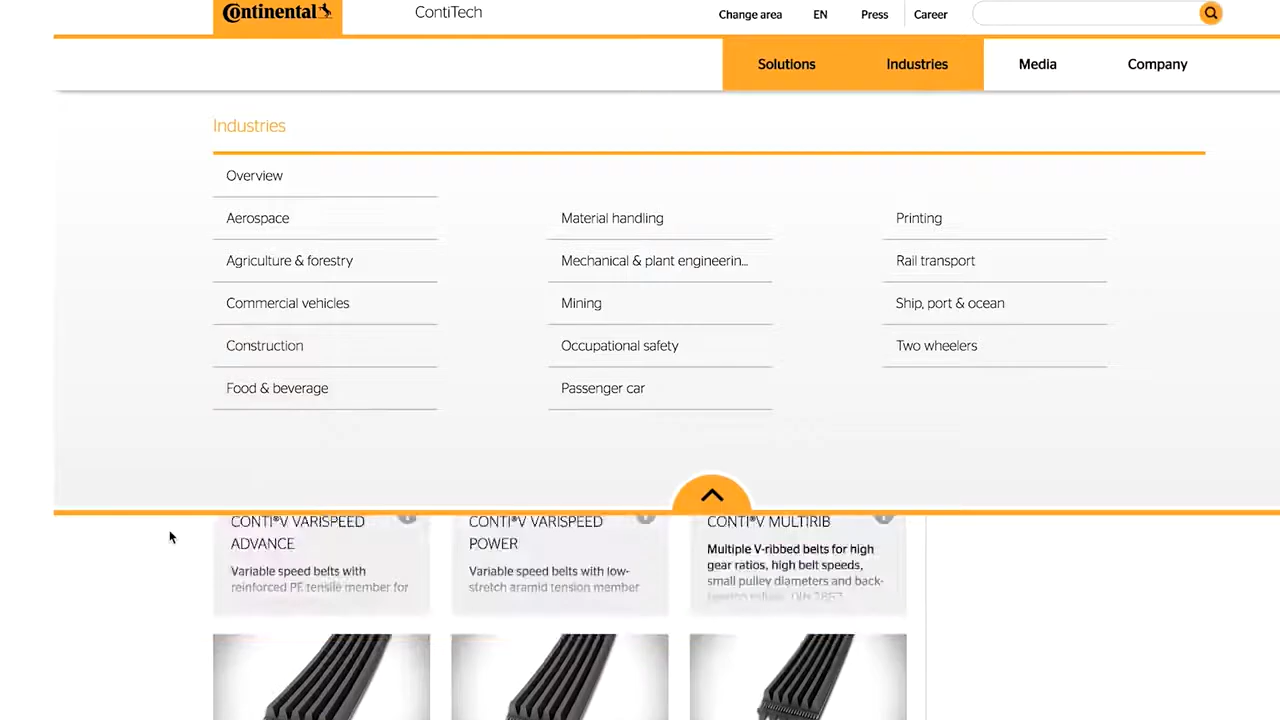 Continental
ContiTech
Change area EN Press Career
Solutions Industries Media Company
Industries
Overview
Aerospace Material handling Printing
Agriculture & forestry Mechanical & plant engineerin... Rail transport
Commercial vehicles Mining Ship, port & ocean
Construction Occupational safety Two wheelers
Food & beverage Passenger car
CONTI®V VARISPEED
ADVANCE
Variable speed belts with
reinforced PE tensile member for
CONTI®V VARISPEED
POWER
Variable speed belts with low-
stretch aramid tension member
CONTI®V MULTIRIB
Multiple V-ribbed belts for high
gear ratios, high belt speeds,
small pulley diameters and back-